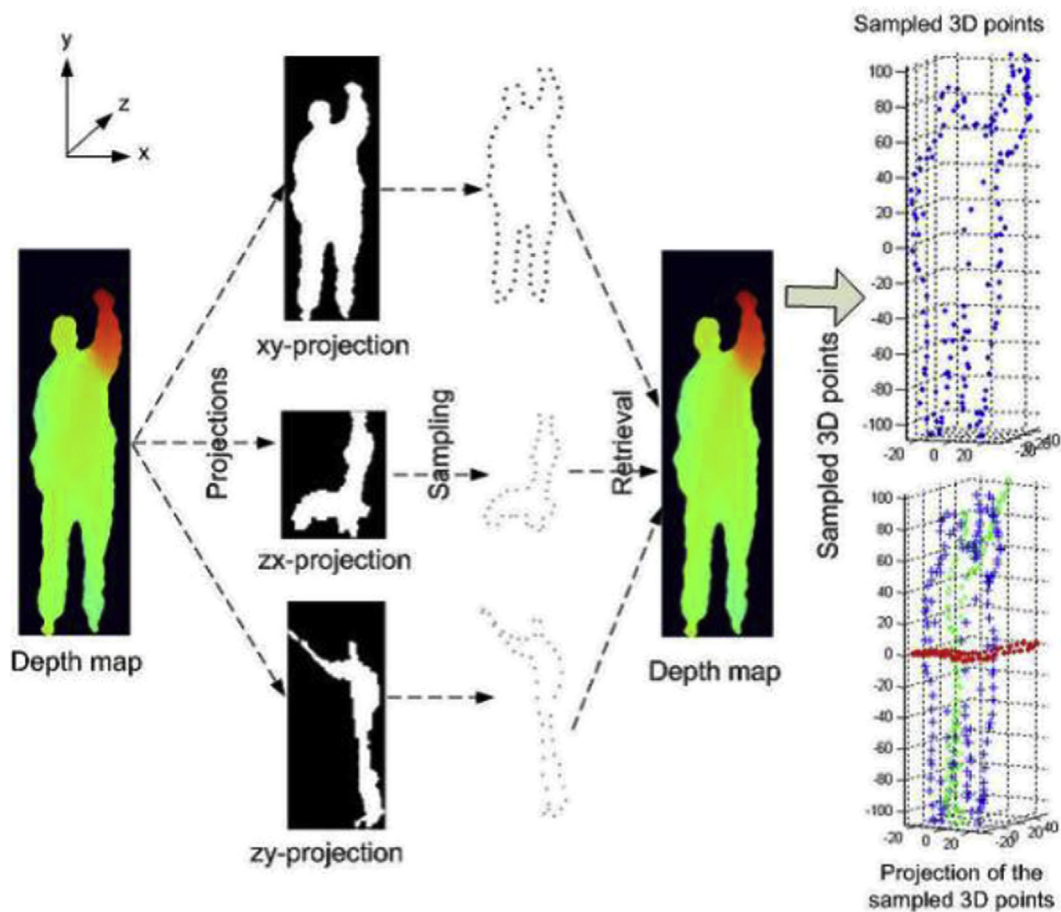 Sampled 3D points
y
z
x
100
80
60
40
20
0
-20
-40
-60
-80
-100
-20 0 20
xy-projection
Projections
Sampling
Retrieval
Sampled 3D points
zx-projection
Depth map
Depth map
zy-projection
100
80
60
40
20
0
-20
-40
-60
-80
-100
-20 0 20 -20 0 20 40
Projection of the
sampled 3D points